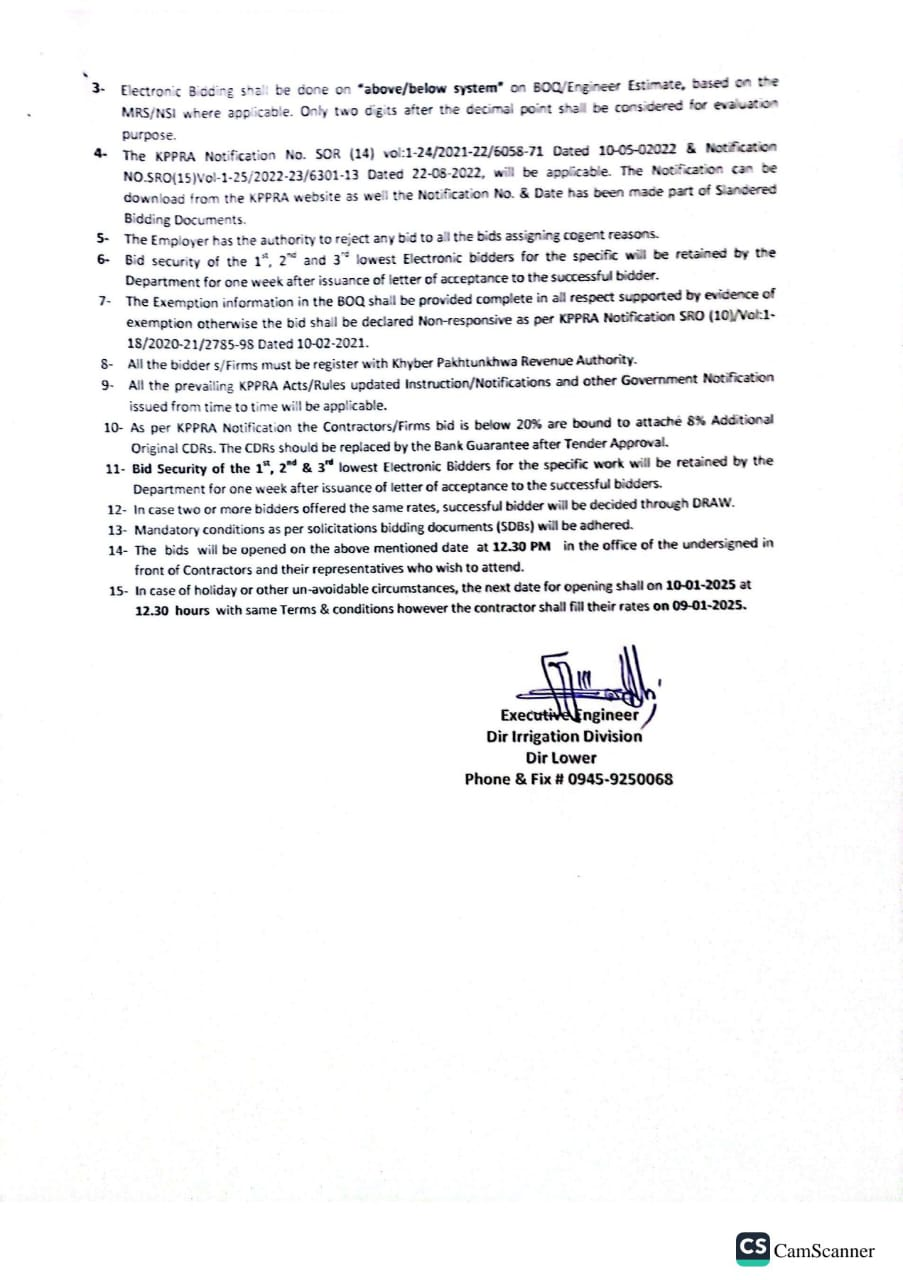 3- Electronic Bidding shall be done on "above/below system" on BOQ/Engineer Estimate, based on the
MRS/NSI where applicable. Only two digits after the decimal point shall be considered for evaluation
purpose.
4- The KPPRA Notification No. SOR (14) vol:1-24/2021-22/6058-71 Dated 10-05-02022 & Notification
NO.SRO(15)Vol-1-25/2022-23/6301-13 Dated 22-08-2022, will be applicable. The Notification can be
download from the KPPRA website as well the Notification No. & Date has been made part of Slandered
Bidding Documents.
5- The Employer has the authority to reject any bid to all the bids assigning cogent reasons.
6- Bid security of the 1st, 2nd and 3rd lowest Electronic bidders for the specific will be retained by the
Department for one week after issuance of letter of acceptance to the successful bidder.
7- The Exemption information in the BOQ shall be provided complete in all respect supported by evidence of
exemption otherwise the bid shall be declared Non-responsive as per KPPRA Notification SRO (10)/Vol:1-
18/2020-21/2785-98 Dated 10-02-2021.
8- All the bidder s/Firms must be register with Khyber Pakhtunkhwa Revenue Authority.
9- All the prevailing KPPRA Acts/Rules updated Instruction/Notifications and other Government Notification
issued from time to time will be applicable.
10- As per KPPRA Notification the Contractors/Firms bid is below 20% are bound to attache 8% Additional
Original CDRs. The CDRs should be replaced by the Bank Guarantee after Tender Approval.
11- Bid Security of the 1st, 2nd & 3rd lowest Electronic Bidders for the specific work will be retained by the
Department for one week after issuance of letter of acceptance to the successful bidders.
12- In case two or more bidders offered the same rates, successful bidder will be decided through DRAW.
13- Mandatory conditions as per solicitations bidding documents (SDBs) will be adhered.
14- The bids will be opened on the above mentioned date at 12.30 PM in the office of the undersigned in
front of Contractors and their representatives who wish to attend.
15- In case of holiday or other un-avoidable circumstances, the next date for opening shall on 10-01-2025 at
12.30 hours with same Terms & conditions however the contractor shall fill their rates on 09-01-2025.
Executive Engineer
Dir Irrigation Division
Dir Lower
Phone & Fix # 0945-9250068
CS CamScanner